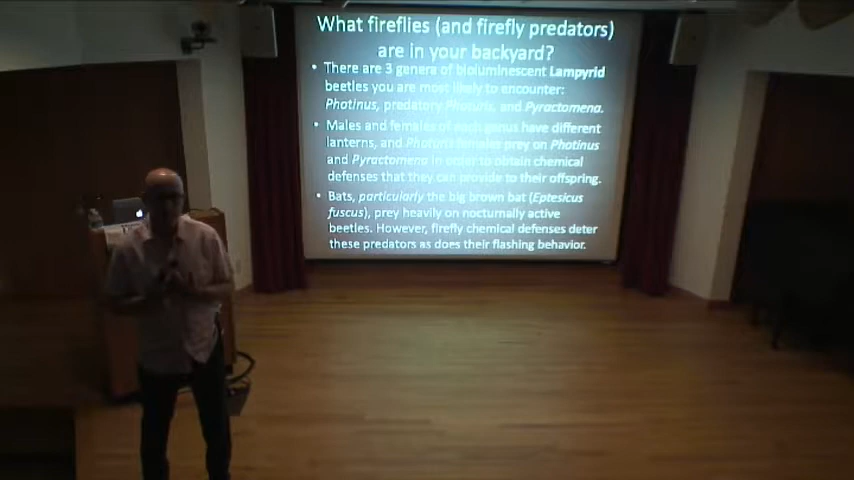 What fireflies (and firefly predators)
are in your backyard?
• There are 3 genera of bioluminescent Lampyrid
beetles you are most likely to encounter:
Photinus, predatory Photuris, and Pyractomena.
• Males and females of each genus have different
lanterns, and Photuris females prey on Photinus
and Pyractomena in order to obtain chemical
defenses that they can provide to their offspring.
• Bats, particularly the big brown bat (Eptesicus
fuscus), prey heavily on nocturnally active
beetles. However, firefly chemical defenses deter
these predators as does their flashing behavior.